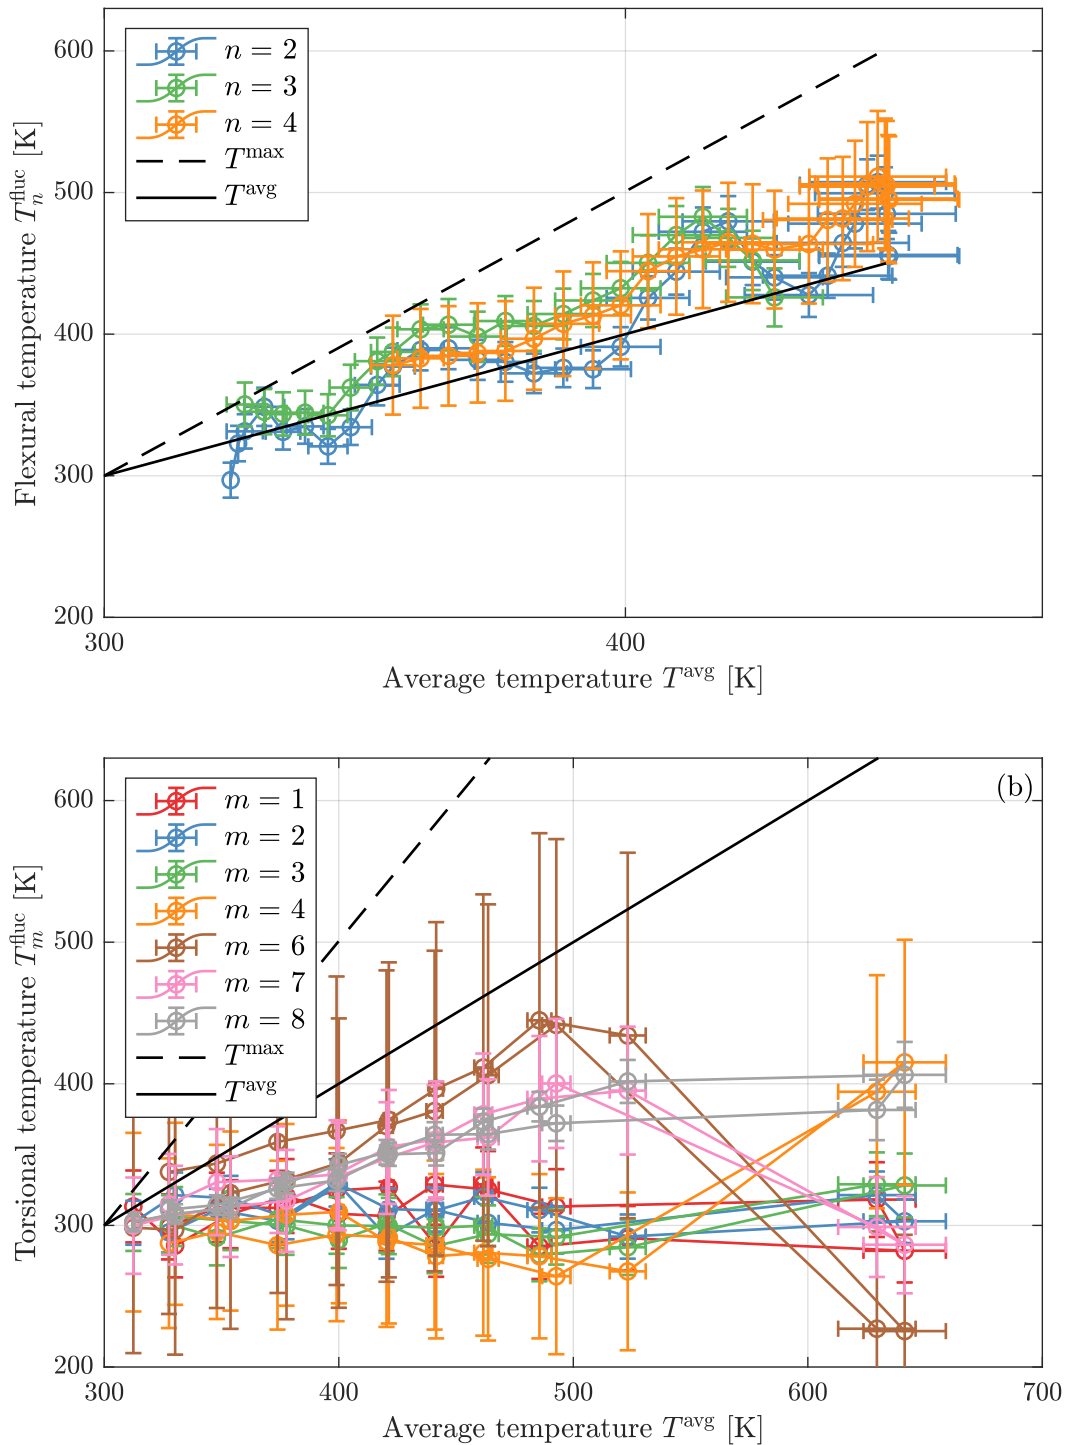 600
500
400
300
200
Flexural temperature T_n^fluc [K]
n = 2
n = 3
n = 4
T^max
T^avg
300
400
Average temperature T^avg [K]
600
500
400
300
200
Torsional temperature T_m^fluc [K]
m = 1
m = 2
m = 3
m = 4
m = 6
m = 7
m = 8
T^max
T^avg
(b)
300
400
500
600
700
Average temperature T^avg [K]